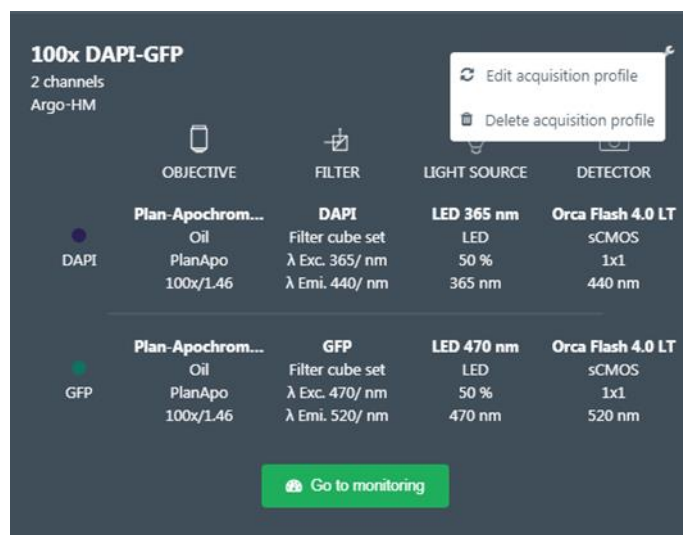 100x DAPI-GFP
2 channels
Argo-HM
Edit acquisition profile
Delete acquisition profile
OBJECTIVE FILTER LIGHT SOURCE DETECTOR
Plan-Apochrom... DAPI LED 365 nm Orca Flash 4.0 LT
Oil Filter cube set LED sCMOS
DAPI PlanApo λ Exc. 365/ nm 50 % 1x1
100x/1.46 λ Emi. 440/ nm 365 nm 440 nm
Plan-Apochrom... GFP LED 470 nm Orca Flash 4.0 LT
Oil Filter cube set LED sCMOS
GFP PlanApo λ Exc. 470/ nm 50 % 1x1
100x/1.46 λ Emi. 520/ nm 470 nm 520 nm
Go to monitoring